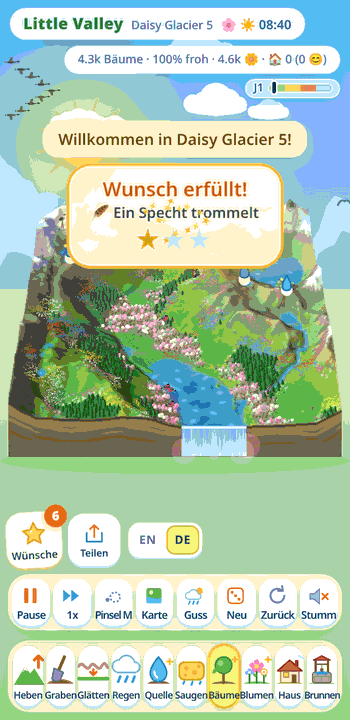 Little Valley Daisy Glacier 5 🌸 ☀️ 08:40
4.3k Bäume · 100% froh · 4.6k 🌼 · 🏠 0 (0 😊)
J1
Willkommen in Daisy Glacier 5!
Wunsch erfüllt!
🪶 Ein Specht trommelt
6
Wünsche Teilen EN DE
Pause 1x Pinsel M Karte Guss Neu Zurück Stumm
Heben Graben Glätten Regen Quelle Saugen Bäume Blumen Haus Brunnen